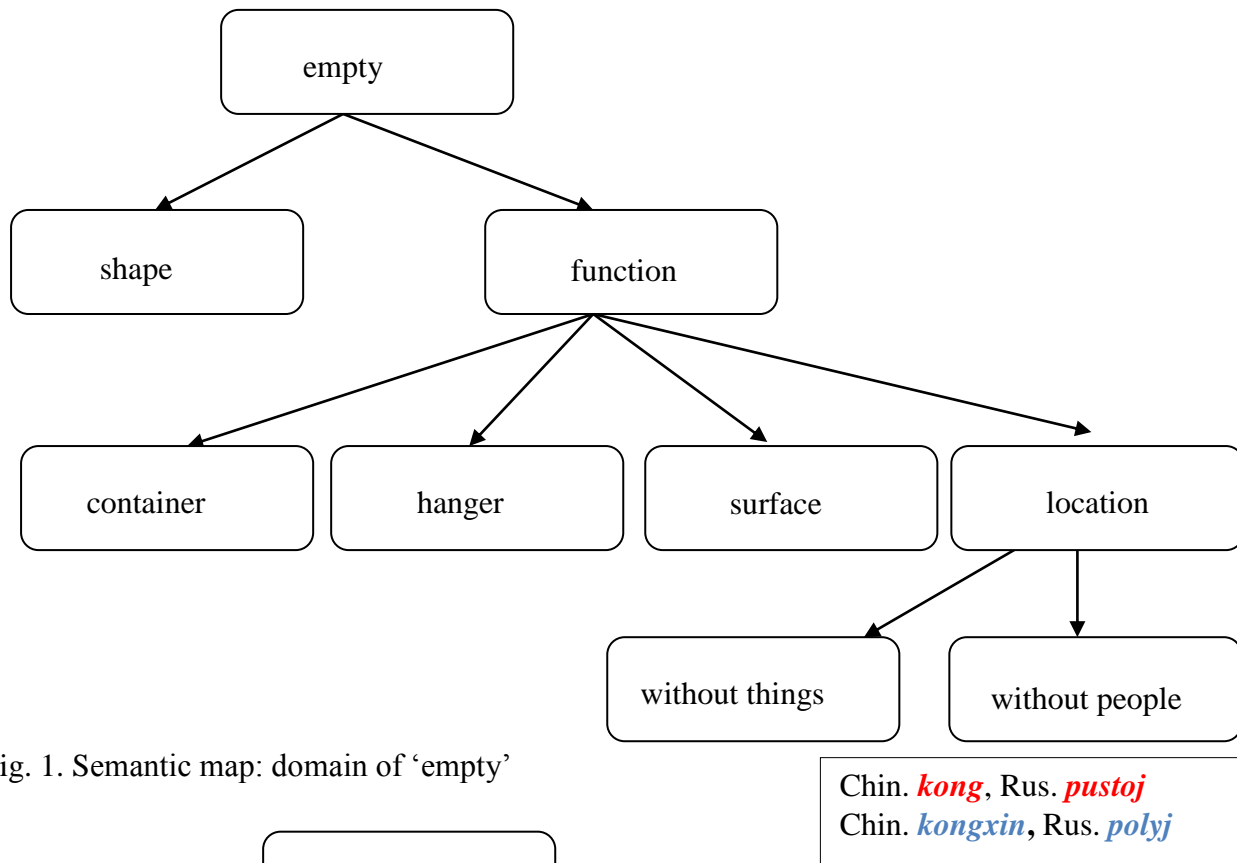 empty
shape
function
container
hanger
surface
location
without things
without people
ig. 1. Semantic map: domain of ‘empty’
Chin. kong, Rus. pustoj
Chin. kongxin, Rus. polyj